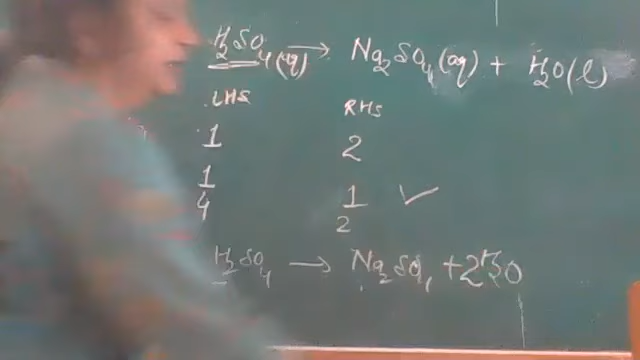 H2SO4(aq) → Na2SO4(aq) + H2O(l)
LHS RHS
1 2
1 1 ✓
4 2
H2SO4 → Na2SO4 + 2H2O